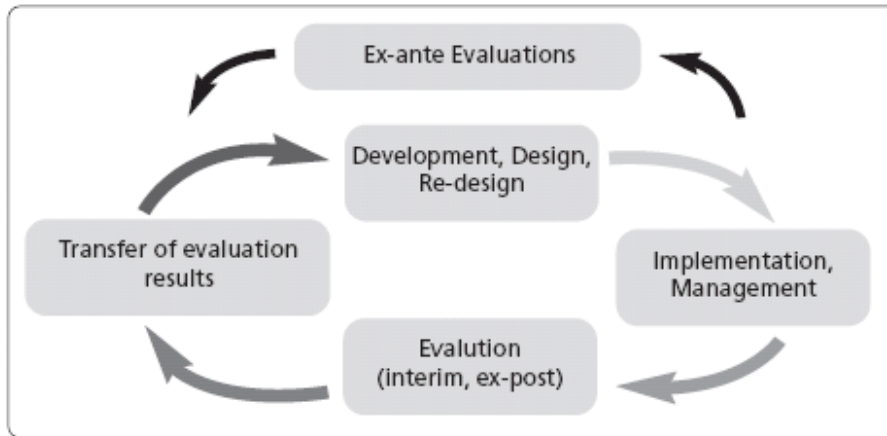 Ex-ante Evaluations
Development, Design,
Re-design
Transfer of evaluation
results
Implementation,
Management
Evalution
(interim, ex-post)